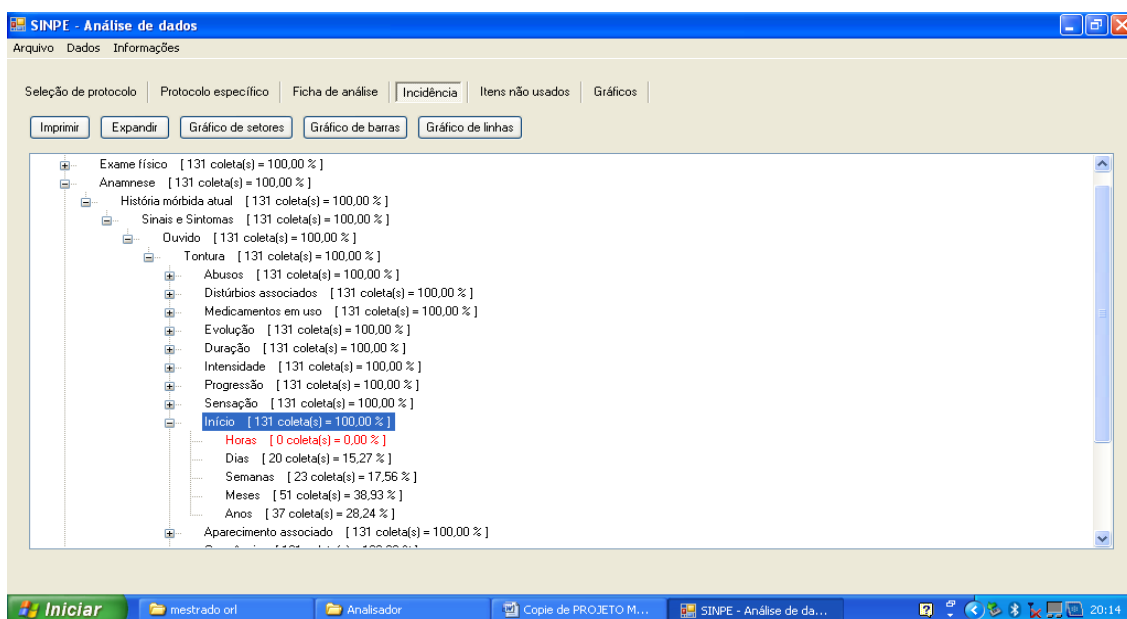 SINPE - Análise de dados
Arquivo Dados Informações
Seleção de protocolo Protocolo específico Ficha de análise Incidência Itens não usados Gráficos
Imprimir Expandir Gráfico de setores Gráfico de barras Gráfico de linhas
Exame físico [ 131 coleta(s) = 100,00 % ]
Anamnese [ 131 coleta(s) = 100,00 % ]
História mórbida atual [ 131 coleta(s) = 100,00 % ]
Sinais e Sintomas [ 131 coleta(s) = 100,00 % ]
Ouvido [ 131 coleta(s) = 100,00 % ]
Tontura [ 131 coleta(s) = 100,00 % ]
Abusos [ 131 coleta(s) = 100,00 % ]
Distúrbios associados [ 131 coleta(s) = 100,00 % ]
Medicamentos em uso [ 131 coleta(s) = 100,00 % ]
Evolução [ 131 coleta(s) = 100,00 % ]
Duração [ 131 coleta(s) = 100,00 % ]
Intensidade [ 131 coleta(s) = 100,00 % ]
Progressão [ 131 coleta(s) = 100,00 % ]
Sensação [ 131 coleta(s) = 100,00 % ]
Início [ 131 coleta(s) = 100,00 % ]
Horas [ 0 coleta(s) = 0,00 % ]
Dias [ 20 coleta(s) = 15,27 % ]
Semanas [ 23 coleta(s) = 17,56 % ]
Meses [ 51 coleta(s) = 38,93 % ]
Anos [ 37 coleta(s) = 28,24 % ]
Aparecimento associado [ 131 coleta(s) = 100,00 % ]
Iniciar mestrado orl Analisador Copie de PROJETO M... SINPE - Análise de da... 20:14